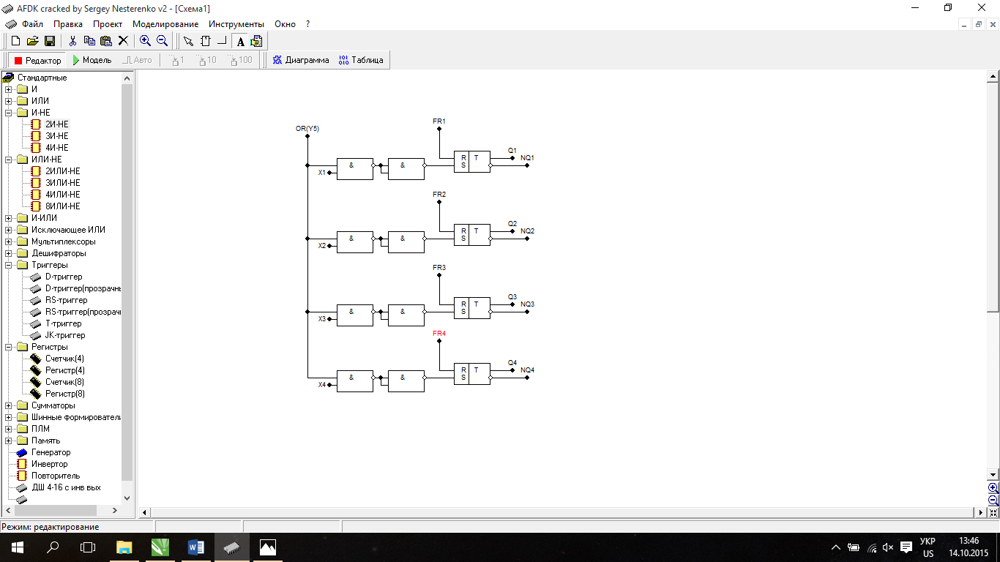 AFDK cracked by Sergey Nesterenko v2 - [Схема1]
Файл Правка Проект Моделирование Инструменты Окно ?
A
Редактор Модель Авто 1 10 100 Диаграмма Таблица
Стандартные
И
ИЛИ
И-НЕ
2И-НЕ
3И-НЕ
4И-НЕ
ИЛИ-НЕ
2ИЛИ-НЕ
3ИЛИ-НЕ
4ИЛИ-НЕ
8ИЛИ-НЕ
И-ИЛИ
Исключающее ИЛИ
Мультиплексоры
Дешифраторы
Триггеры
D-триггер
D-триггер(прозрачнь
RS-триггер
RS-триггер(прозрачн
T-триггер
JK-триггер
Регистры
Счетчик(4)
Регистр(4)
Счетчик(8)
Регистр(8)
Сумматоры
Шинные формировател
ПЛМ
Память
Генератор
Инвертор
Повторитель
ДШ 4-16 с инв вых
FR1
OR(Y5)
Q1
R T NQ1
& & S
X1
FR2
Q2
R T NQ2
& & S
X2
FR3
Q3
R T NQ3
& & S
X3
FR4
Q4
R T NQ4
& & S
X4
Режим: редактирование
УКР 13:46
US 14.10.2015